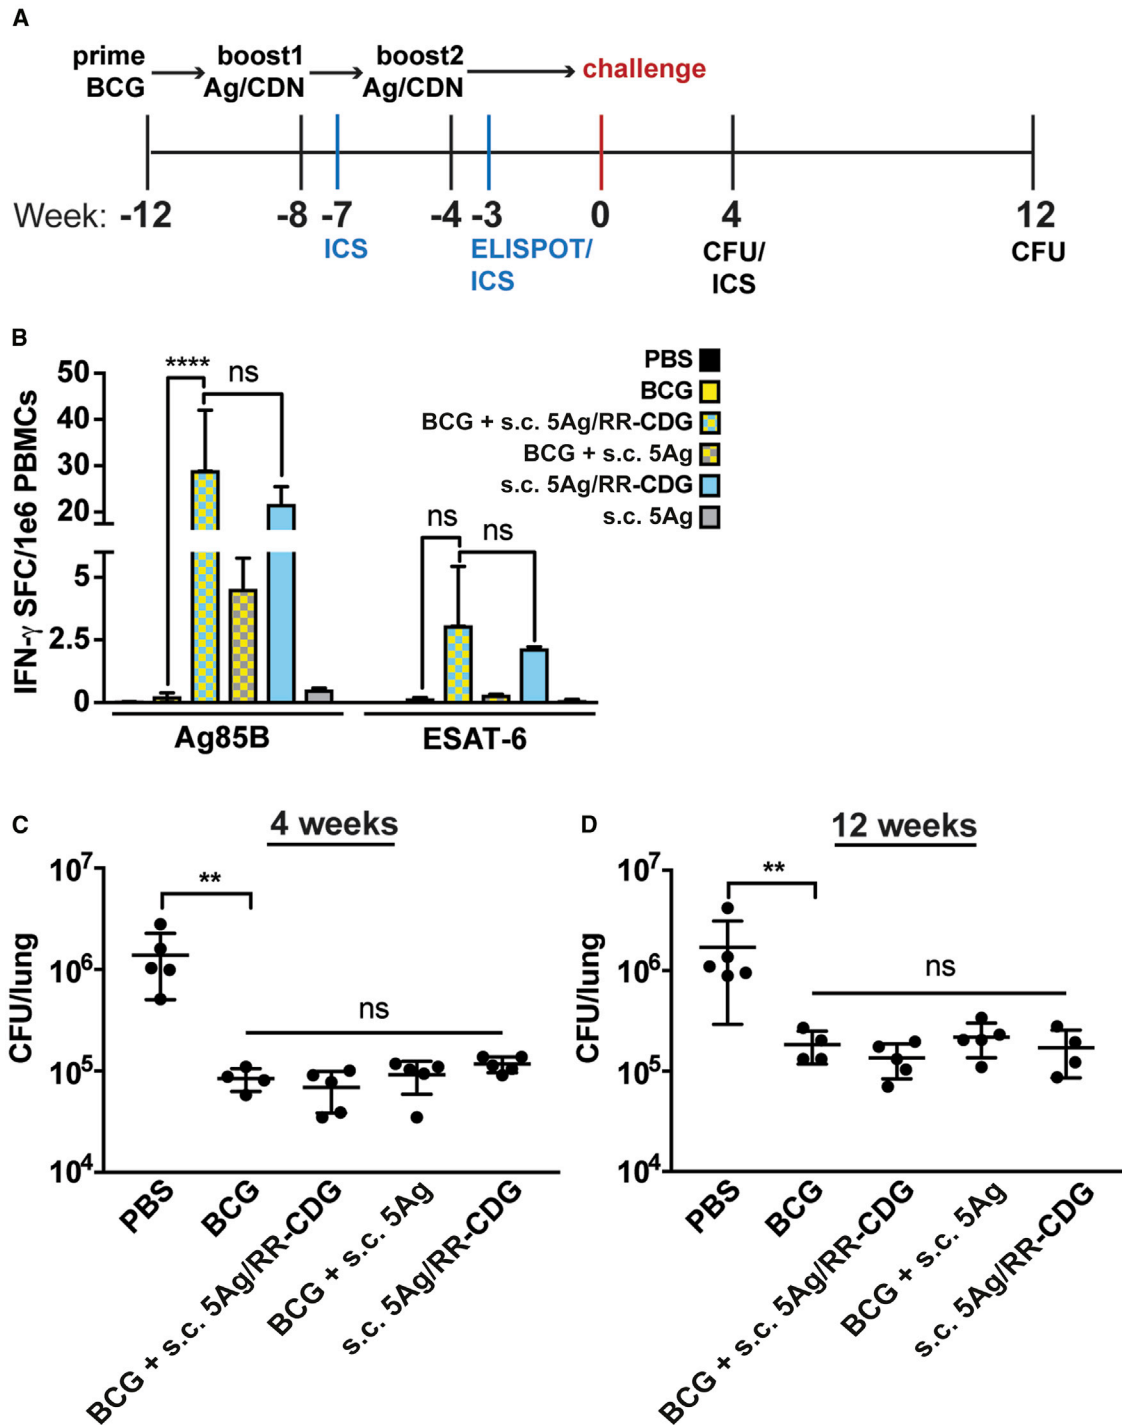 A
prime
BCG
boost1
Ag/CDN
boost2
Ag/CDN
challenge
Week: -12 -8 -7 -4 -3 0 4 12
ICS
ELISPOT/
ICS
CFU/
ICS
CFU
B
IFN-γ SFC/1e6 PBMCs
50
40
30
20
5
2.5
0
**** ns
ns ns
PBS
BCG
BCG + s.c. 5Ag/RR-CDG
BCG + s.c. 5Ag
s.c. 5Ag/RR-CDG
s.c. 5Ag
Ag85B ESAT-6
C
4 weeks
CFU/lung
10⁷
10⁶
10⁵
10⁴
**
ns
PBS
BCG
BCG + s.c. 5Ag/RR-CDG
BCG + s.c. 5Ag
s.c. 5Ag/RR-CDG
D
12 weeks
CFU/lung
10⁷
10⁶
10⁵
10⁴
**
ns
PBS
BCG
BCG + s.c. 5Ag/RR-CDG
BCG + s.c. 5Ag
s.c. 5Ag/RR-CDG